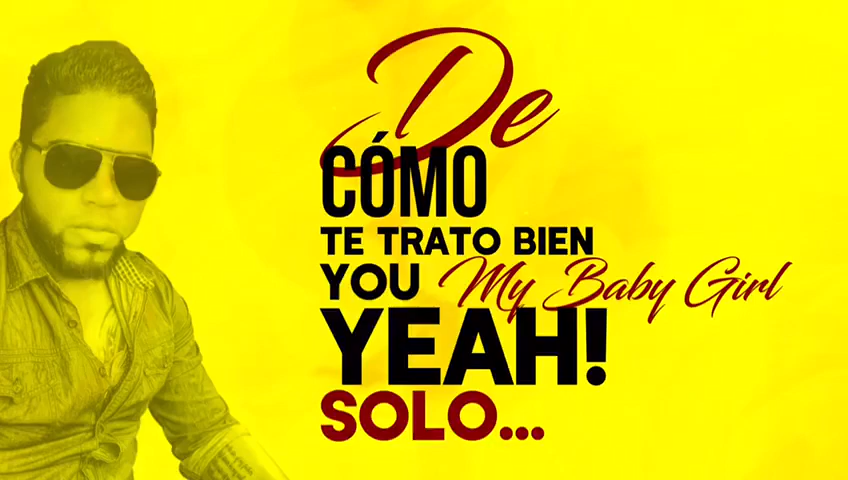 De
CÓMO
TE TRATO BIEN
YOU My Baby Girl
YEAH!
SOLO...